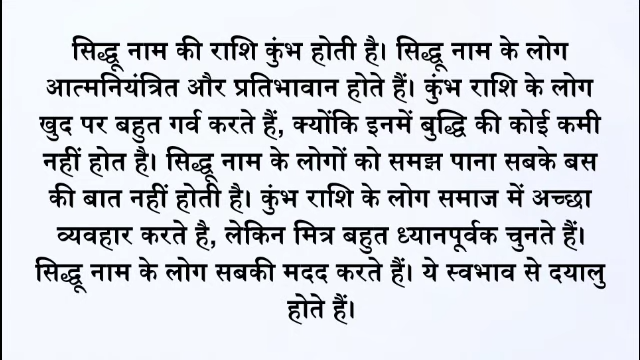 सिद्धू नाम की राशि कुंभ होती है। सिद्धू नाम के लोग
आत्मनियंत्रित और प्रतिभावान होते हैं। कुंभ राशि के लोग
खुद पर बहुत गर्व करते हैं, क्योंकि इनमें बुद्धि की कोई कमी
नहीं होत है। सिद्धू नाम के लोगों को समझ पाना सबके बस
की बात नहीं होती है। कुंभ राशि के लोग समाज में अच्छा
व्यवहार करते है, लेकिन मित्र बहुत ध्यानपूर्वक चुनते हैं।
सिद्धू नाम के लोग सबकी मदद करते हैं। ये स्वभाव से दयालु
होते हैं।